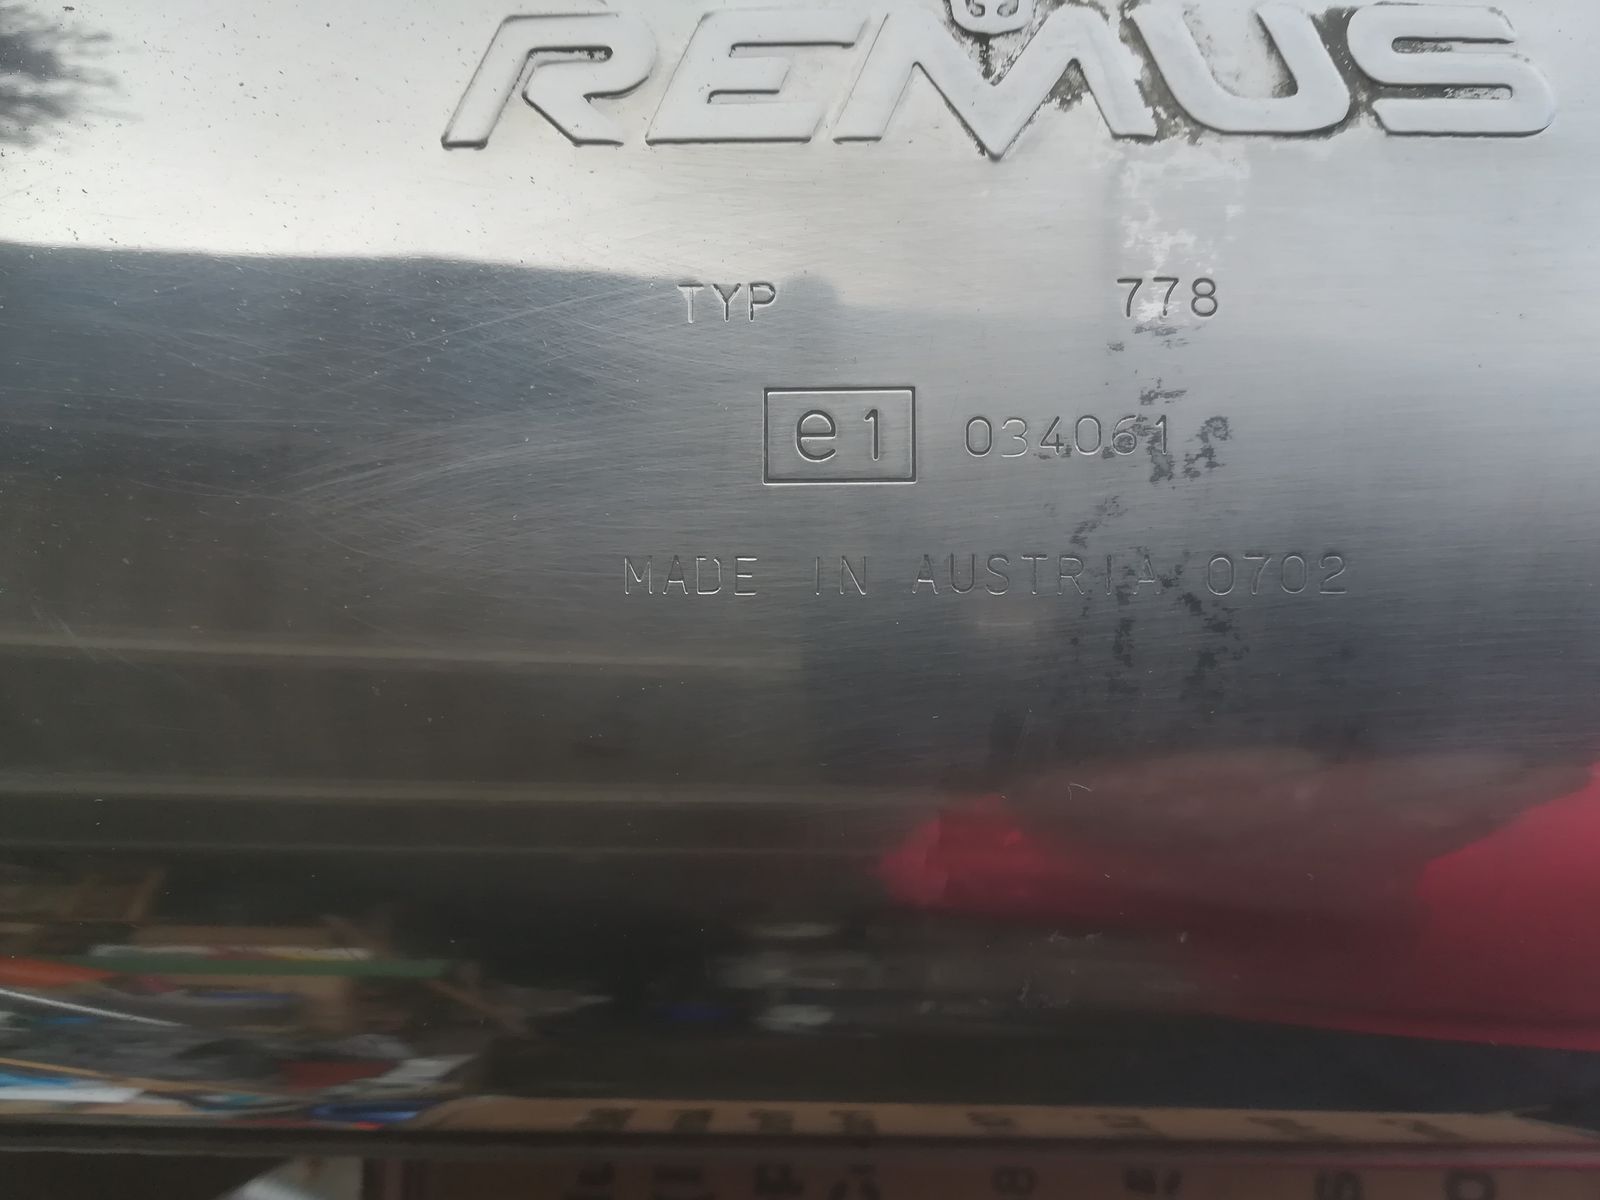 REMUS
TYP 778
e1 034061
MADE IN AUSTRIA 0702